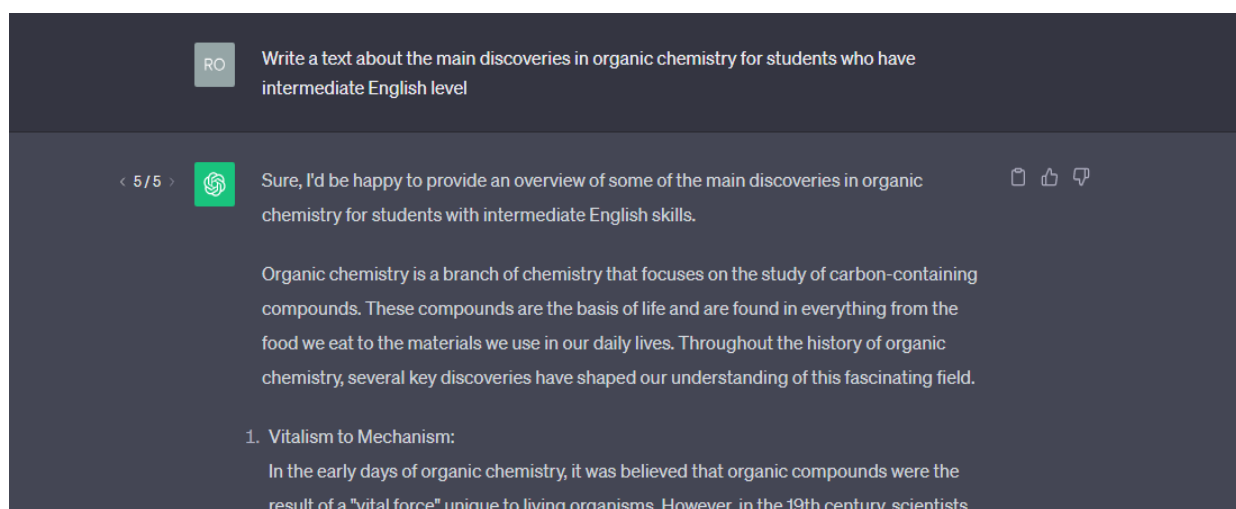 RO
Write a text about the main discoveries in organic chemistry for students who have
intermediate English level
< 5/5 >
Sure, I'd be happy to provide an overview of some of the main discoveries in organic
chemistry for students with intermediate English skills.
Organic chemistry is a branch of chemistry that focuses on the study of carbon-containing
compounds. These compounds are the basis of life and are found in everything from the
food we eat to the materials we use in our daily lives. Throughout the history of organic
chemistry, several key discoveries have shaped our understanding of this fascinating field.
1. Vitalism to Mechanism:
In the early days of organic chemistry, it was believed that organic compounds were the
result of a "vital force" unique to living organisms. However, in the 19th century, scientists